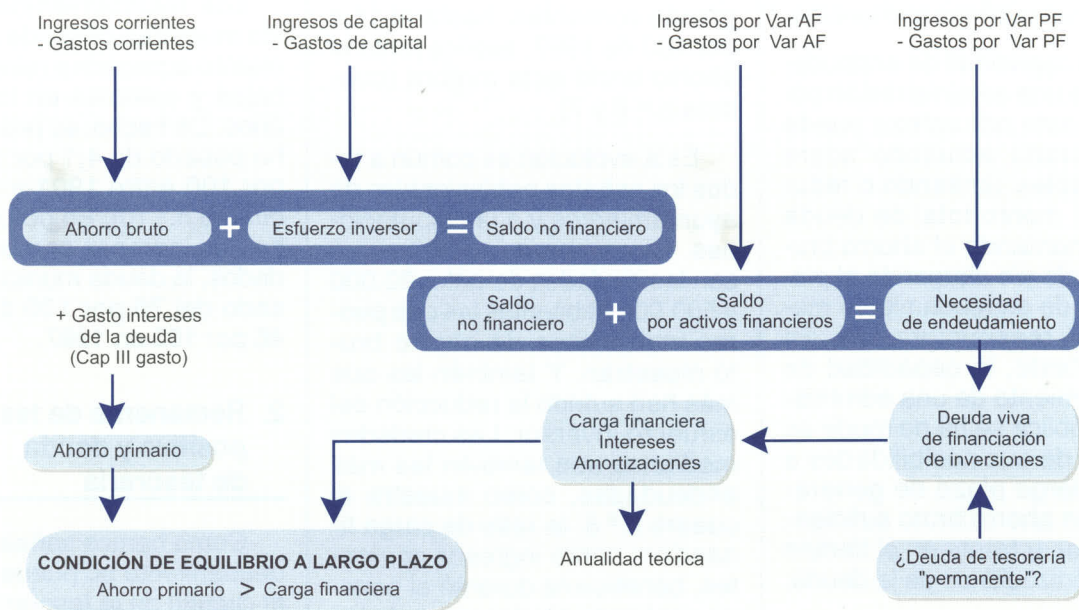 Ingresos corrientes
- Gastos corrientes
Ingresos de capital
- Gastos de capital
Ingresos por Var AF
- Gastos por Var AF
Ingresos por Var PF
- Gastos por Var PF
Ahorro bruto + Esfuerzo inversor = Saldo no financiero
Saldo
no financiero
+
Saldo
por activos financieros
=
Necesidad
de endeudamiento
+ Gasto intereses
de la deuda
(Cap III gasto)
Ahorro primario
Carga financiera
Intereses
Amortizaciones
Deuda viva
de financiación
de inversiones
CONDICIÓN DE EQUILIBRIO A LARGO PLAZO
Ahorro primario > Carga financiera
Anualidad teórica
¿Deuda de tesorería
"permanente"?